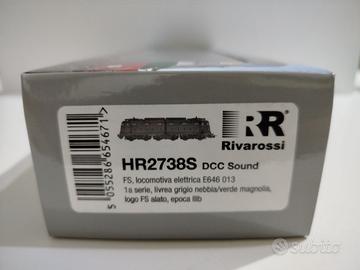 RR
Rivarossi
HR2738S DCC Sound
FS, locomotiva elettrica E646 013
1a serie, livrea grigio nebbia/verde magnolia,
logo FS alato, epoca IIIb
5 055286 654671 >
subito.it